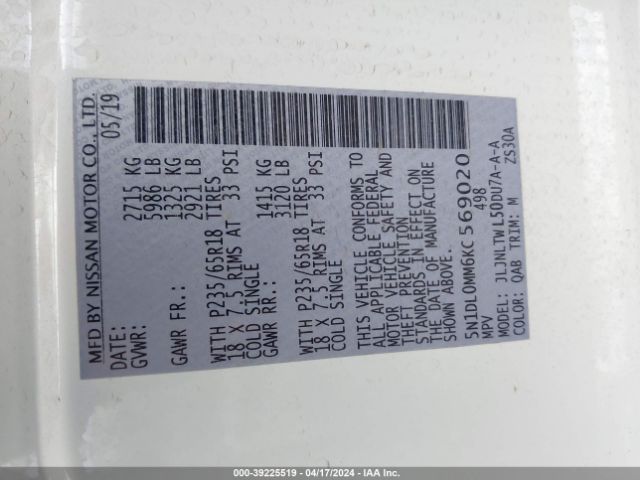 MFD BY NISSAN MOTOR CO., LTD.
DATE: 05/19
GVWR: 2715 KG
5986 LB
GAWR FR.: 1325 KG
2921 LB
WITH P235/65R18 TIRES
18 X 7.5 RIMS AT 33 PSI
COLD SINGLE
GAWR RR.: 1415 KG
3120 LB
WITH P235/65R18 TIRES
18 X 7.5 RIMS AT 33 PSI
COLD SINGLE
THIS VEHICLE CONFORMS TO
ALL APPLICABLE FEDERAL
MOTOR VEHICLE SAFETY AND
THEFT PREVENTION
STANDARDS IN EFFECT ON
THE DATE OF MANUFACTURE
SHOWN ABOVE.
5N1DL0MM6KC569020
MPV 498
MODEL: JLJNLTWL50DU7A-A-A
COLOR: QAB TRIM: M ZS30A
000-39225519 - 04/17/2024 - IAA Inc.